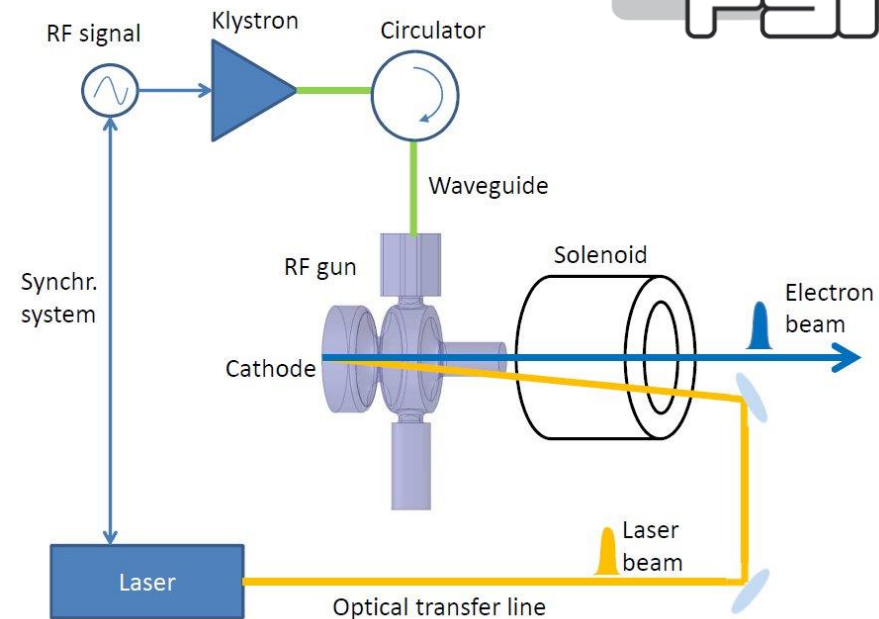 Klystron
RF signal
Circulator
Waveguide
RF gun
Solenoid
Synchr.
system
Electron
beam
Cathode
Laser
beam
Laser
Optical transfer line